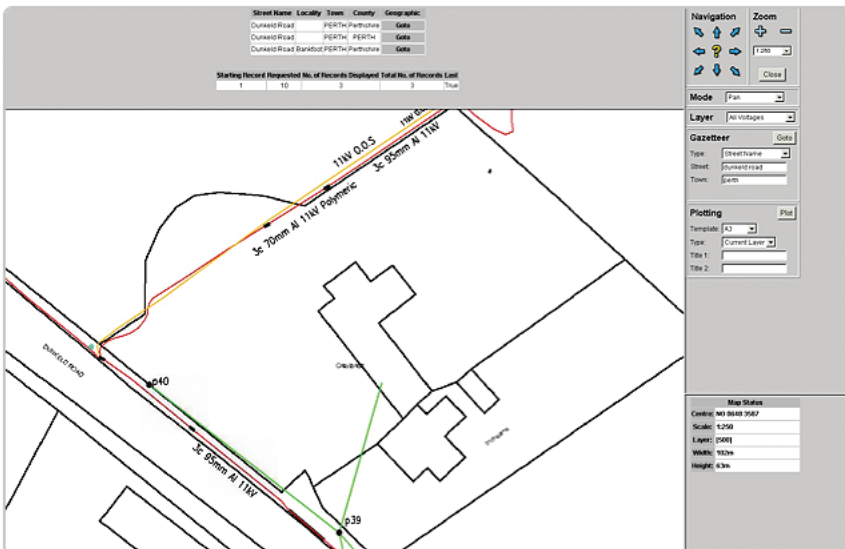 Street Name Locality Town County Geographic
Dunkeld Road PERTH Perthshire Goto
Dunkeld Road PERTH PERTH Goto
Dunkeld Road Bankfoot PERTH Perthshire Goto
Starting Record Requested No. of Records Displayed Total No. of Records Last
1 10 3 3 True
Navigation Zoom
?
1:250
Close
Mode Pan
Layer All Voltages
Gazetteer Goto
Type: Street Name
Street: dunkeld road
Town: perth
Plotting Plot
Template: A3
Type: Current Layer
Title 1:
Title 2:
11kV O.O.S
11kV O.O.
3c 95mm Al 11kV
3c 70mm Al 11kV Polymeric
DUNKELD ROAD
p40
3c 95mm Al 11kV
p39
Map Status
Centre: NO 0640 3507
Scale: 1:250
Layer: [500]
Width: 102m
Height: 63m